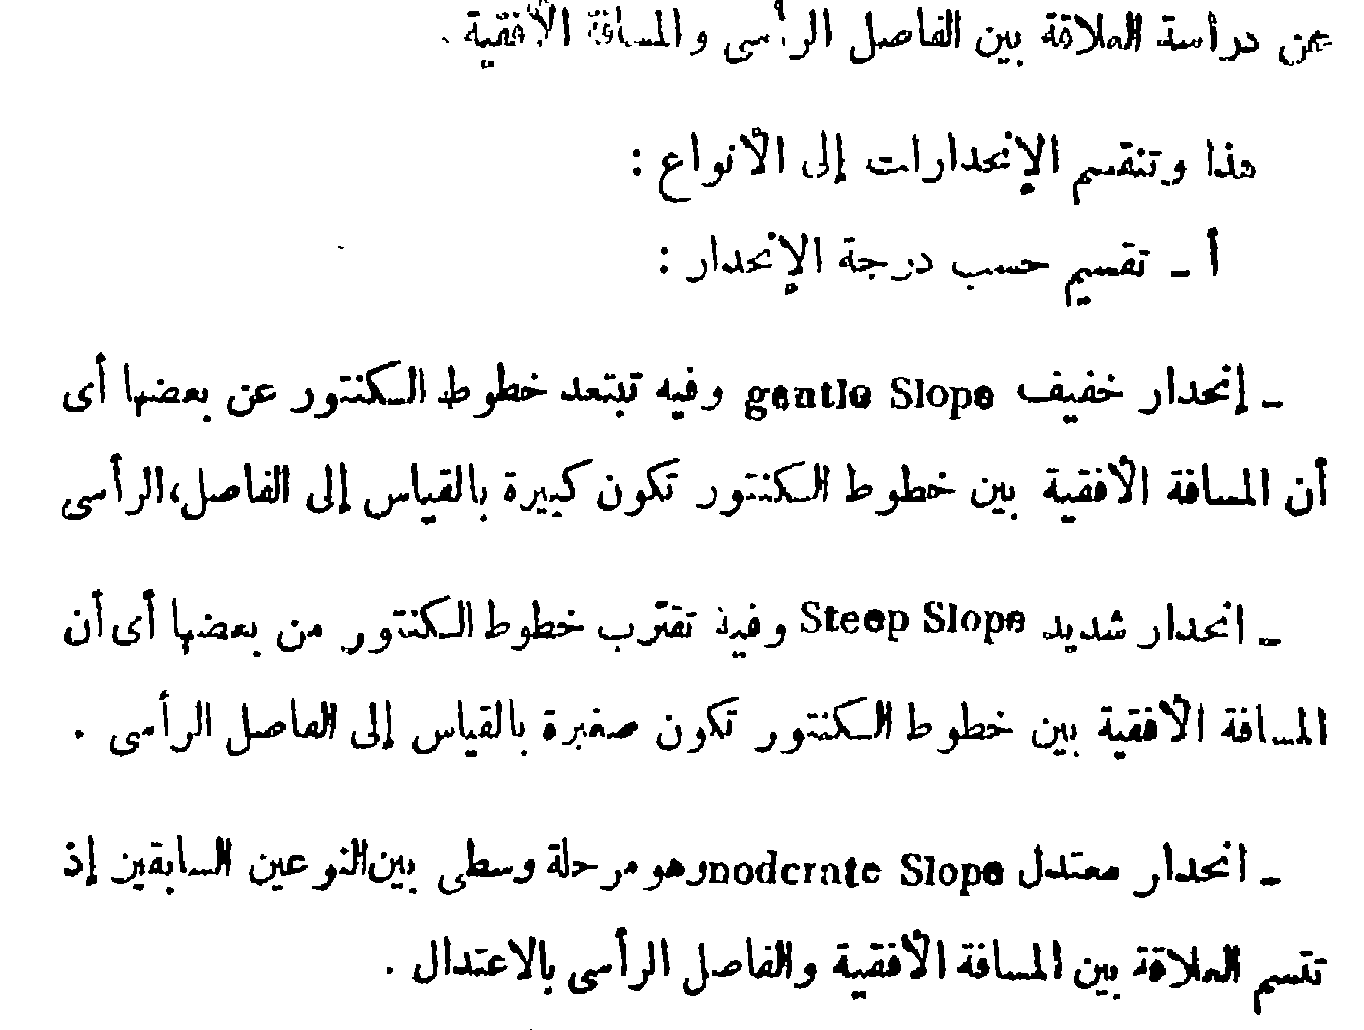 عن دراسة العلاقة بين الفاصل الرأسى والمسافة الأفقية .
هذا وتنقسم الإنحدارات إلى الأنواع :
أ ـ تقسيم حسب درجة الإنحدار :
ـ إنحدار خفيف gentle Slope وفيه تبتعد خطوط الكنتور عن بعضها أى
أن المسافة الأفقية بين خطوط الكنتور تكون كبيرة بالقياس إلى الفاصل،الرأسى
ـ انحدار شديد Steep Slope وفيه تقترب خطوط الكنتور من بعضها أى أن
المسافة الأفقية بين خطوط الكنتور تكون صغيرة بالقياس إلى الفاصل الرأسى .
ـ انحدار معتدل moderate Slope وهو مرحلة وسطى بين النوعين السابقين إذ
تتسم العلاقة بين المسافة الأفقية والفاصل الرأسى بالاعتدال .